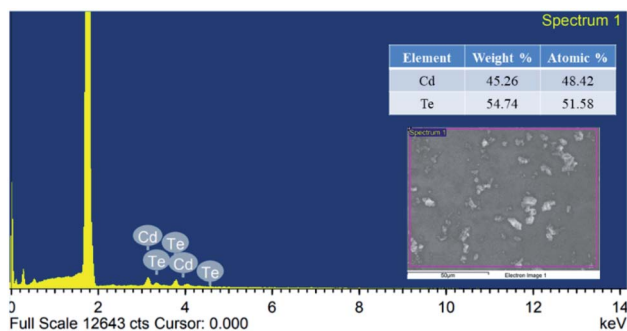 Spectrum 1
Element Weight % Atomic %
Cd 45.26 48.42
Te 54.74 51.58
Spectrum 1
Cd
Te
Te
Cd
Te
50µm Electron Image 1
0 2 4 6 8 10 12 14
Full Scale 12643 cts Cursor: 0.000 keV